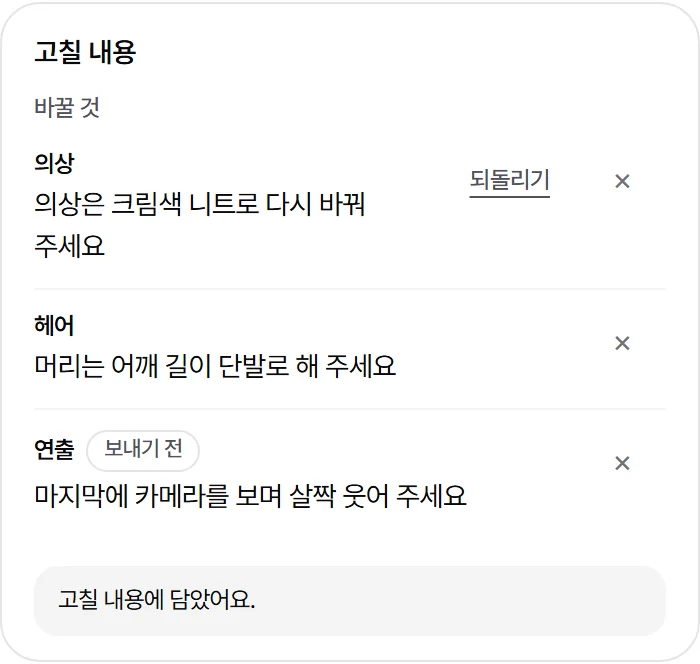 고칠 내용
바꿀 것
의상
의상은 크림색 니트로 다시 바꿔
주세요
되돌리기
×
헤어
머리는 어깨 길이 단발로 해 주세요
×
연출 보내기 전
마지막에 카메라를 보며 살짝 웃어 주세요
×
고칠 내용에 담았어요.